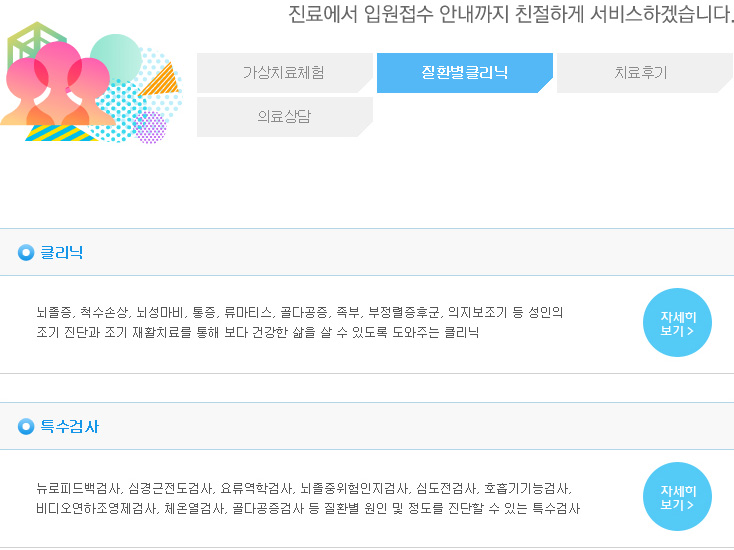 진료에서 입원접수 안내까지 친절하게 서비스하겠습니다.
가상치료체험
질환별클리닉
치료후기
의료상담
클리닉
뇌졸증, 척수손상, 뇌성마비, 통증, 류마티스, 골다공증, 족부, 부정렬증후군, 의지보조기 등 성인의
조기 진단과 조기 재활치료를 통해 보다 건강한 삶을 살 수 있도록 도와주는 클리닉
자세히
보기 >
특수검사
뉴로피드백검사, 심경근전도검사, 요류역학검사, 뇌졸중위험인지검사, 심도전검사, 호흡기기능검사,
비디오연하조영제검사, 체온열검사, 골다공증검사 등 질환별 원인 및 정도를 진단할 수 있는 특수검사
자세히
보기 >